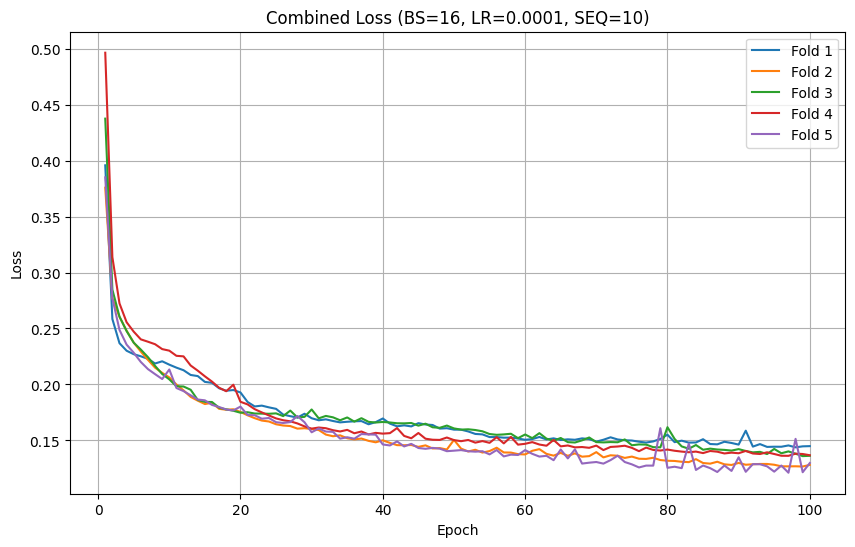 Combined Loss (BS=16, LR=0.0001, SEQ=10)
Fold 1
Fold 2
Fold 3
Fold 4
Fold 5
Loss
0.50
0.45
0.40
0.35
0.30
0.25
0.20
0.15
0
20
40
60
80
100
Epoch